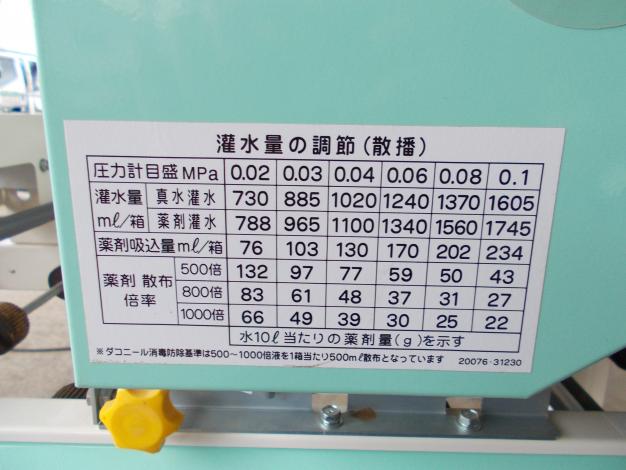 灌水量の調節(散播)
圧力計目盛MPa 0.02 0.03 0.04 0.06 0.08 0.1
灌水量 真水灌水 730 885 1020 1240 1370 1605
mℓ/箱 薬剤灌水 788 965 1100 1340 1560 1745
薬剤吸込量mℓ/箱 76 103 130 170 202 234
薬剤 散布 500倍 132 97 77 59 50 43
倍率 800倍 83 61 48 37 31 27
1000倍 66 49 39 30 25 22
水10ℓ当たりの薬剤量(g)を示す
※ダコニール消毒防除基準は500~1000倍液を1箱当たり500mℓ散布となっています 20076-31230